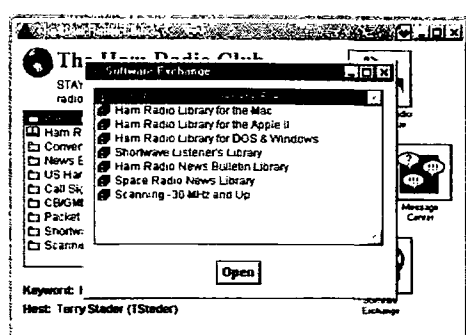 The Ham Radio Club
STAY
radio
Software Exchange
Ham Radio Library for the Mac
Ham Radio Library for the Apple II
Ham Radio Library for DOS & Windows
Shortwave Listener's Library
Ham Radio News Bulletin Library
Space Radio News Library
Scanning - 30 MHz and Up
Open
Ham R
Conver
News B
US Ham
Call Sig
CB/GMR
Packet
Shortw
Scanni
Message
Center
Exchange
Keyword:
Host: Terry Stader (TStader)